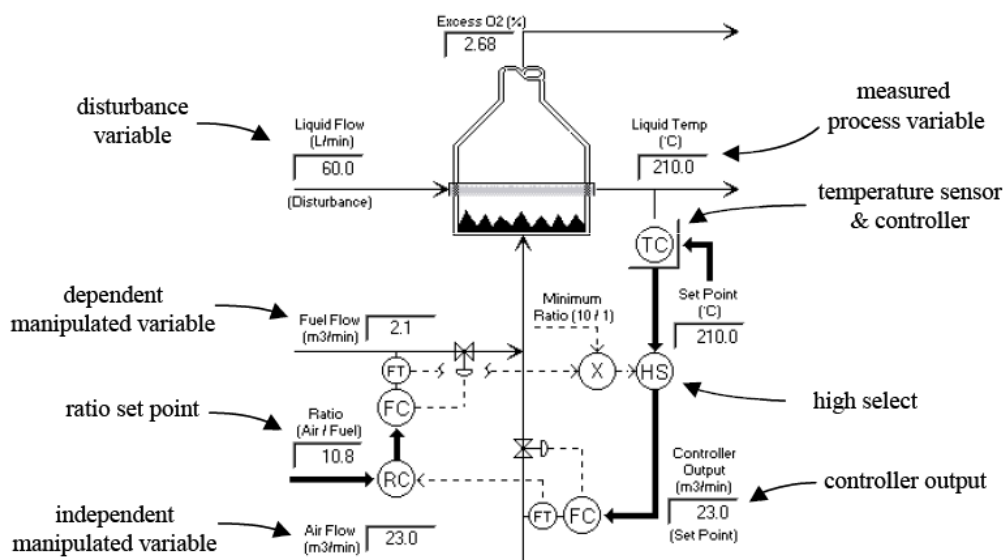 Excess O2 (%)
2.68
disturbance
variable
Liquid Flow
(L/min)
60.0
(Disturbance)
Liquid Temp
(°C)
210.0
measured
process variable
temperature sensor
& controller
TC
Set Point
(°C)
210.0
dependent
manipulated variable
Fuel Flow
(m3/min)
2.1
Minimum
Ratio (10 / 1)
FT
X
HS
high select
FC
ratio set point
Ratio
(Air / Fuel)
10.8
RC
Controller
Output
(m3/min)
23.0
(Set Point)
controller output
FT
FC
independent
manipulated variable
Air Flow
(m3/min)
23.0